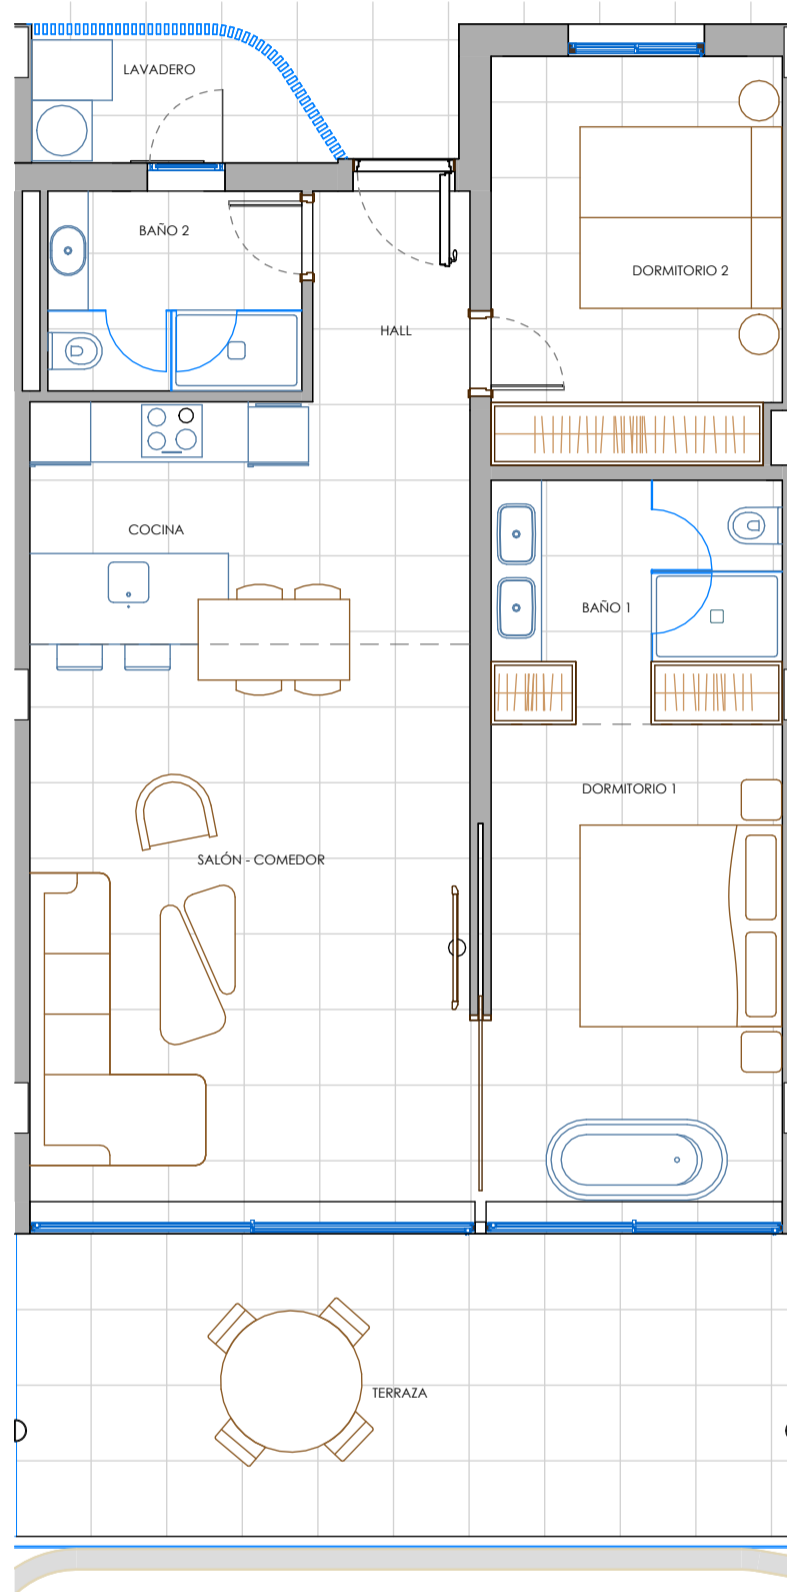 LAVADERO
BAÑO 2
DORMITORIO 2
HALL
COCINA
BAÑO 1
DORMITORIO 1
SALÓN - COMEDOR
TERRAZA